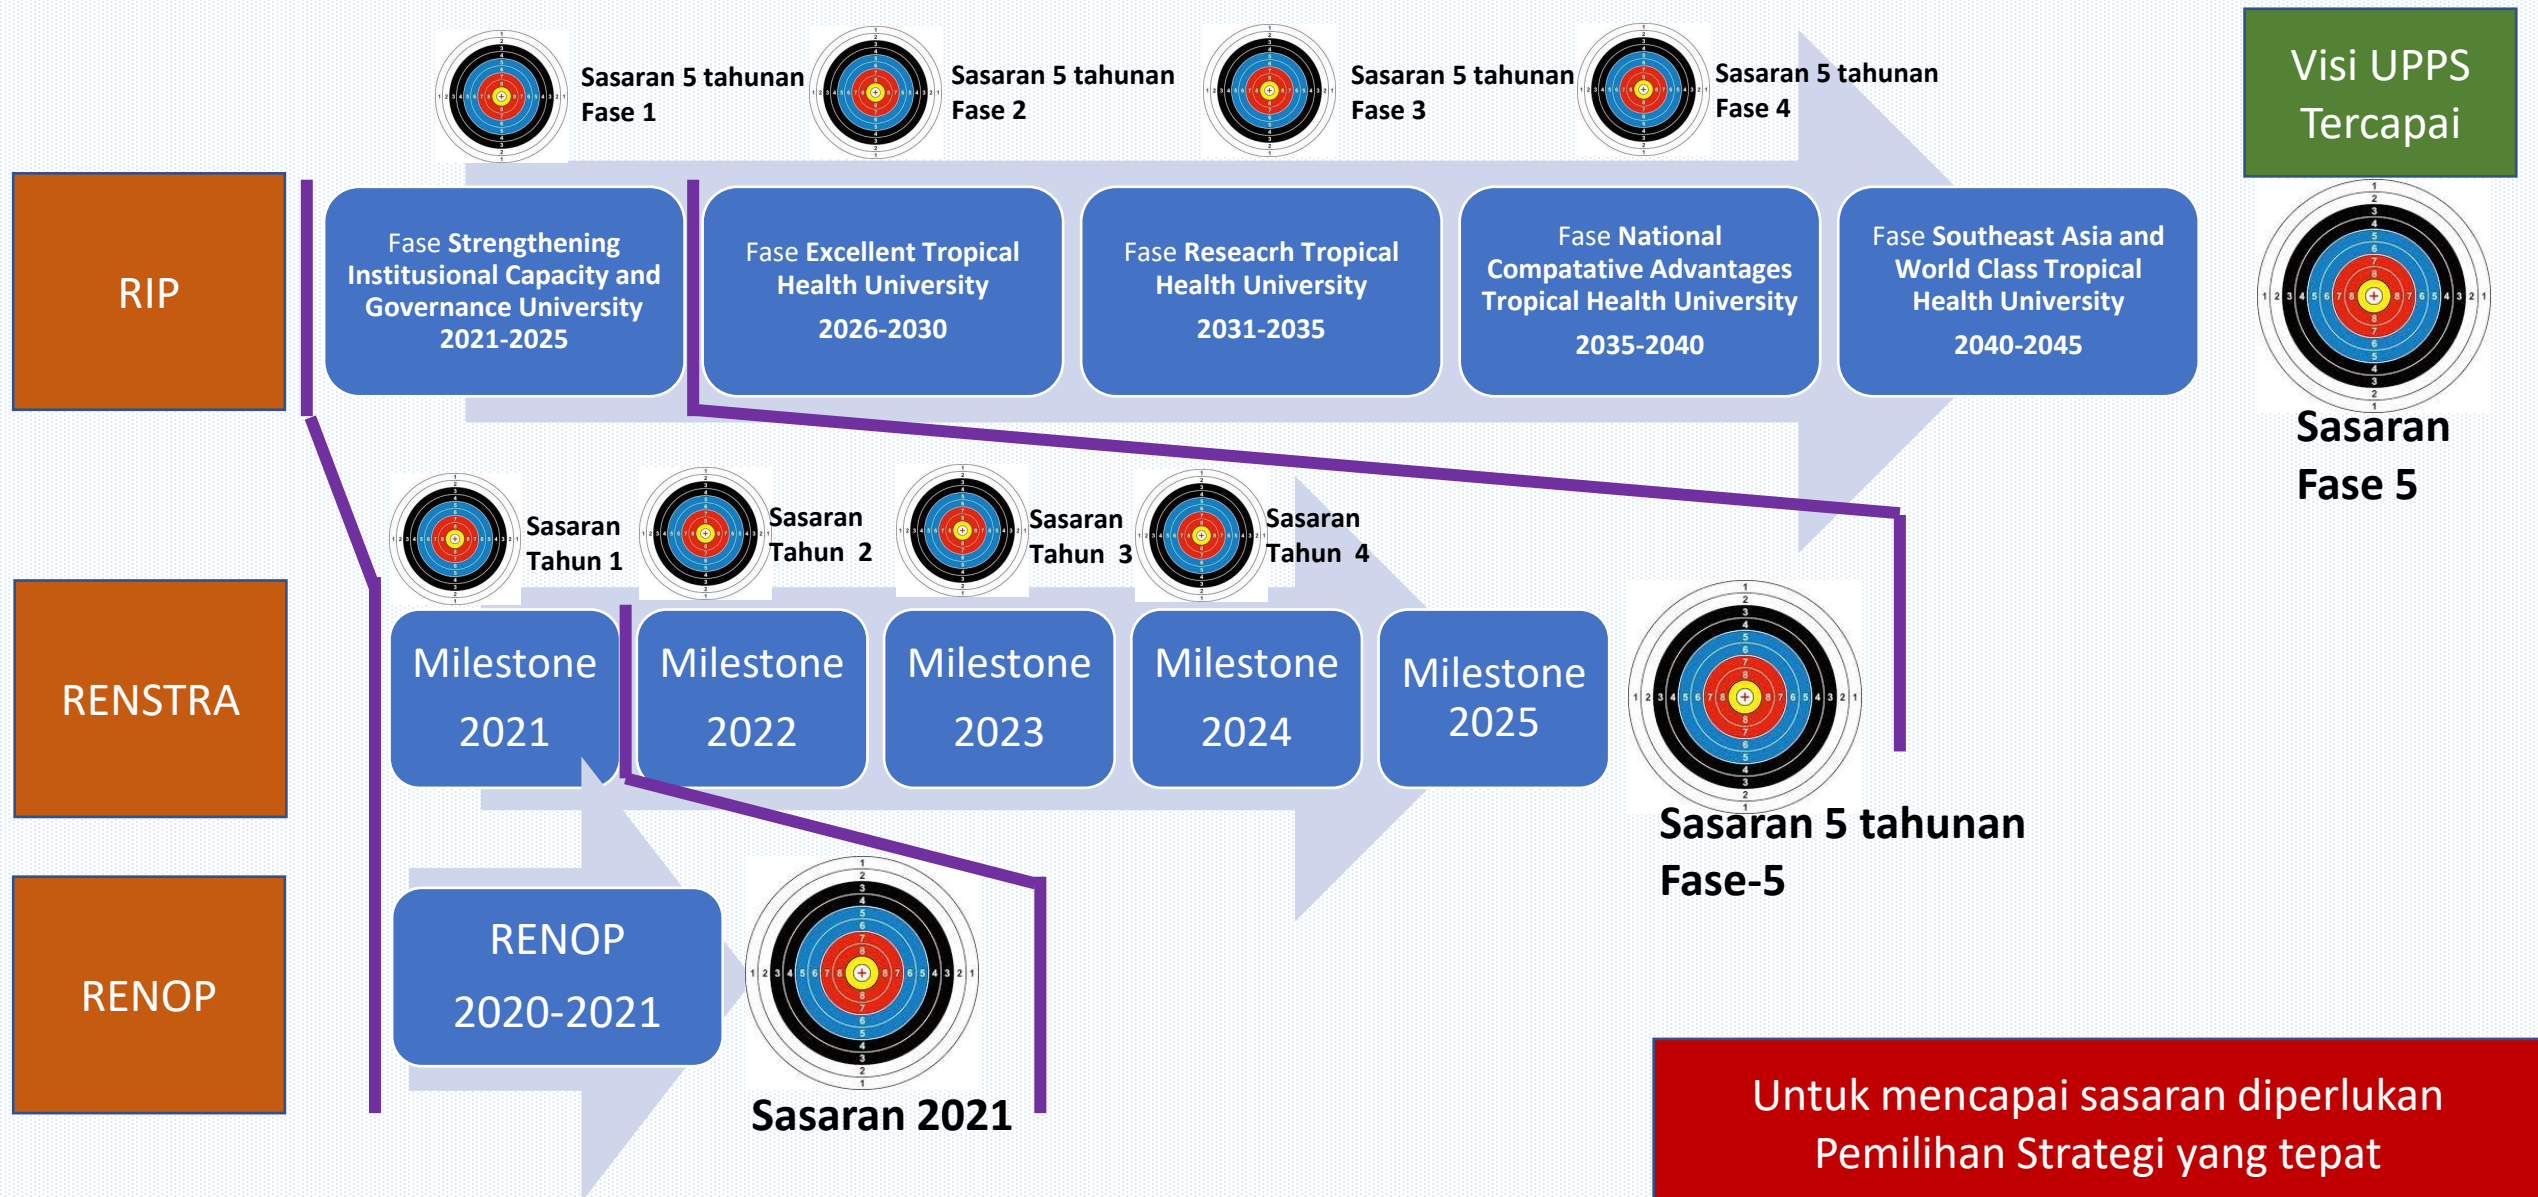 Sasaran 5 tahunan
Fase 1
Sasaran 5 tahunan
Fase 2
Sasaran 5 tahunan
Fase 3
Sasaran 5 tahunan
Fase 4
Visi UPPS
Tercapai
RIP
Fase Strengthening
Institusional Capacity and
Governance University
2021-2025
Fase Excellent Tropical
Health University
2026-2030
Fase Reseacrh Tropical
Health University
2031-2035
Fase National
Compatative Advantages
Tropical Health University
2035-2040
Fase Southeast Asia and
World Class Tropical
Health University
2040-2045
Sasaran
Fase 5
Sasaran
Tahun 1
Sasaran
Tahun 2
Sasaran
Tahun 3
Sasaran
Tahun 4
RENSTRA
Milestone
2021
Milestone
2022
Milestone
2023
Milestone
2024
Milestone
2025
Sasaran 5 tahunan
Fase-5
RENOP
RENOP
2020-2021
Sasaran 2021
Untuk mencapai sasaran diperlukan
Pemilihan Strategi yang tepat